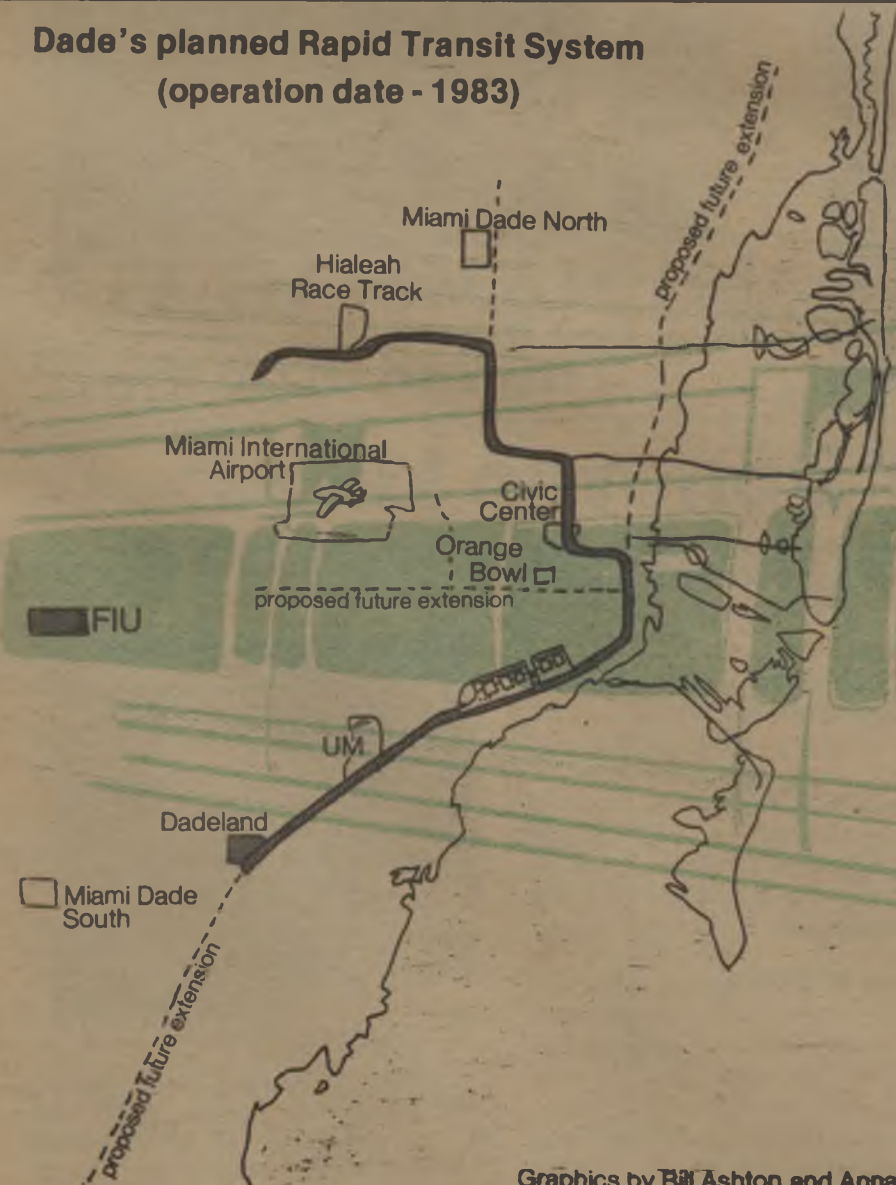 Dade's planned Rapid Transit System
(operation date - 1983)
proposed future extension
Miami Dade North
Hialeah
Race Track
Miami International
Airport
Civic
Center
Orange
Bowl
proposed future extension
FIU
UM
Dadeland
Miami Dade
South
proposed future extension
Graphics by Bill Ashton and